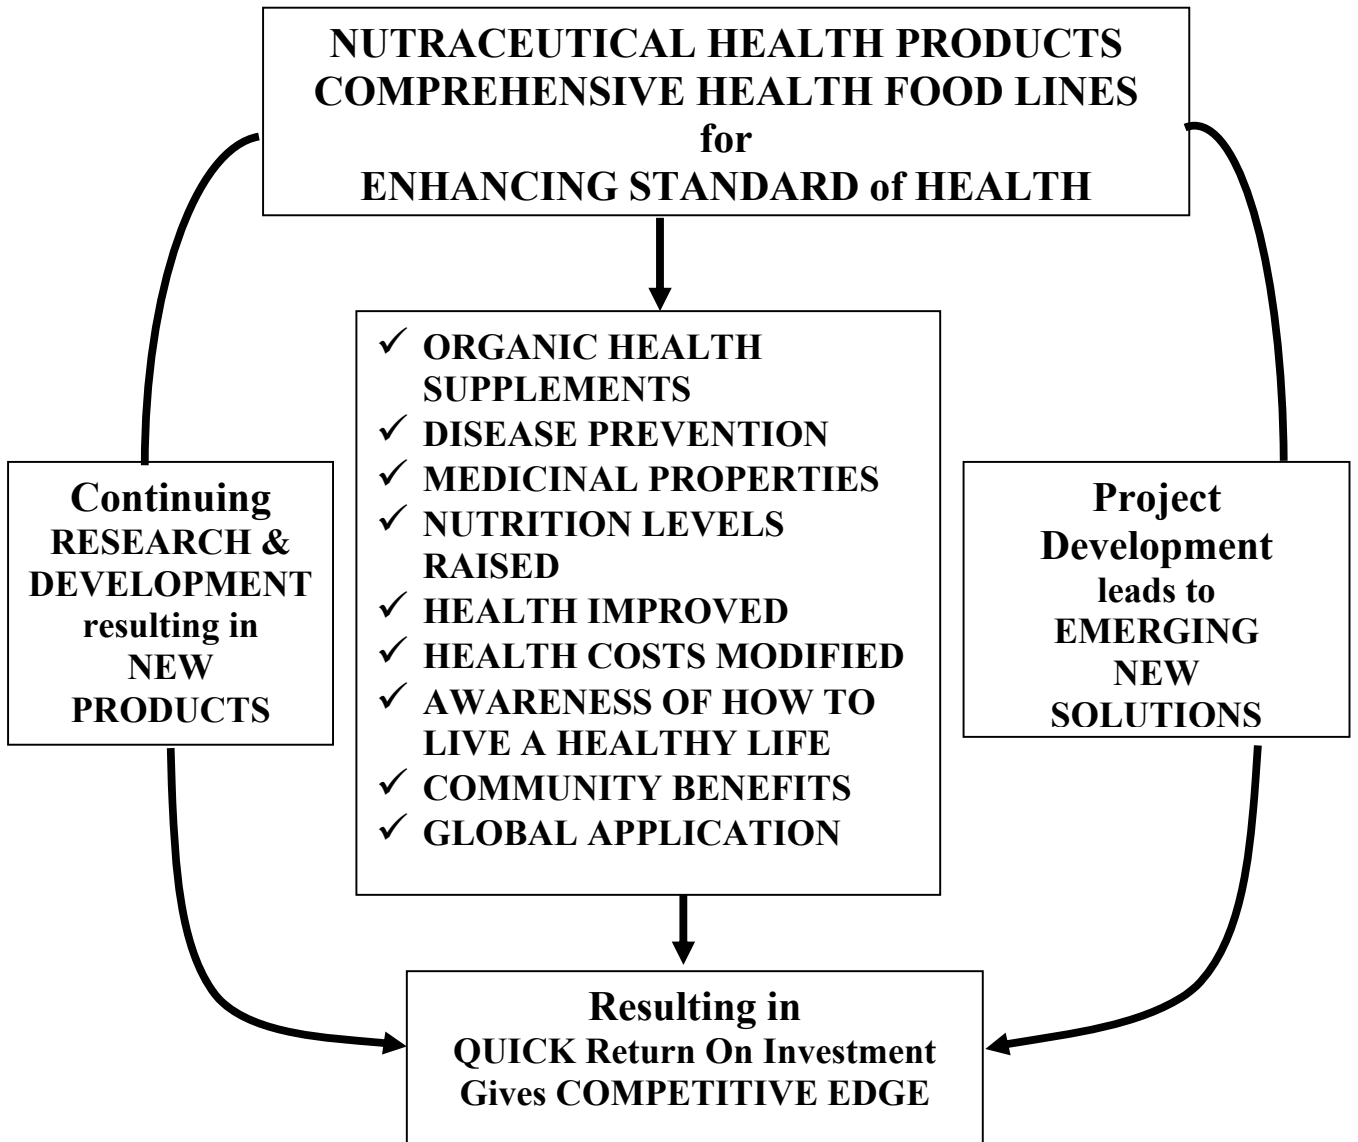 NUTRACEUTICAL HEALTH PRODUCTS
COMPREHENSIVE HEALTH FOOD LINES
for
ENHANCING STANDARD of HEALTH
Continuing
RESEARCH &
DEVELOPMENT
resulting in
NEW
PRODUCTS
✓ ORGANIC HEALTH
SUPPLEMENTS
✓ DISEASE PREVENTION
✓ MEDICINAL PROPERTIES
✓ NUTRITION LEVELS
RAISED
✓ HEALTH IMPROVED
✓ HEALTH COSTS MODIFIED
✓ AWARENESS OF HOW TO
LIVE A HEALTHY LIFE
✓ COMMUNITY BENEFITS
✓ GLOBAL APPLICATION
Project
Development
leads to
EMERGING
NEW
SOLUTIONS
Resulting in
QUICK Return On Investment
Gives COMPETITIVE EDGE